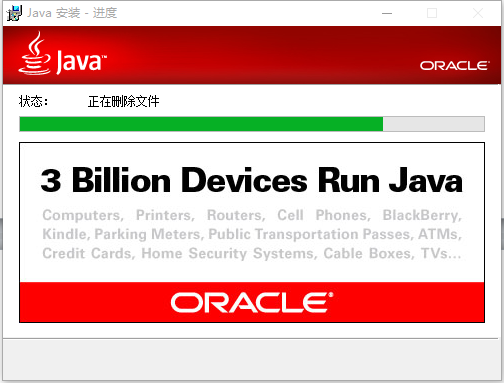 Java 安装 - 进度
Java™
ORACLE
状态： 正在删除文件
3 Billion Devices Run Java
Computers, Printers, Routers, Cell Phones, BlackBerry,
Kindle, Parking Meters, Public Transportation Passes, ATMs,
Credit Cards, Home Security Systems, Cable Boxes, TVs...
ORACLE®